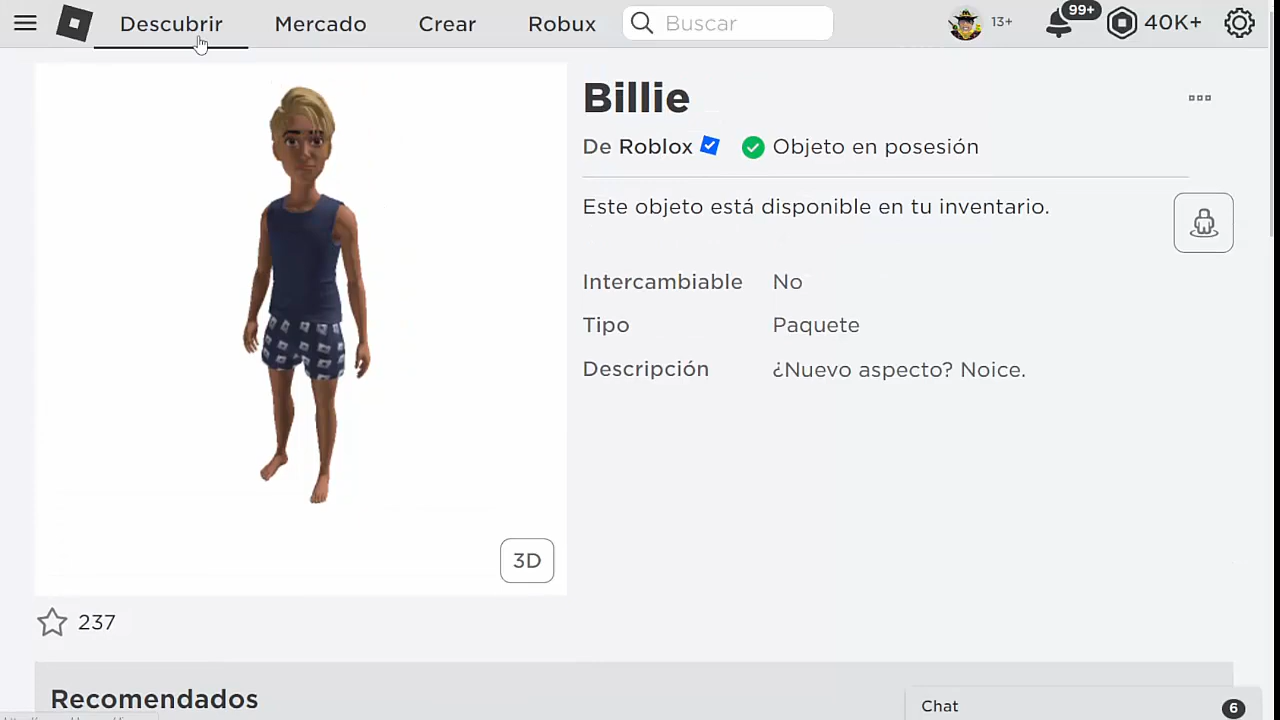 Descubrir Mercado Crear Robux Buscar 13+ 99+ 40K+
Billie
De Roblox Objeto en posesión
Este objeto está disponible en tu inventario.
Intercambiable No
Tipo Paquete
Descripción ¿Nuevo aspecto? Noice.
3D
237
Recomendados
Chat 6